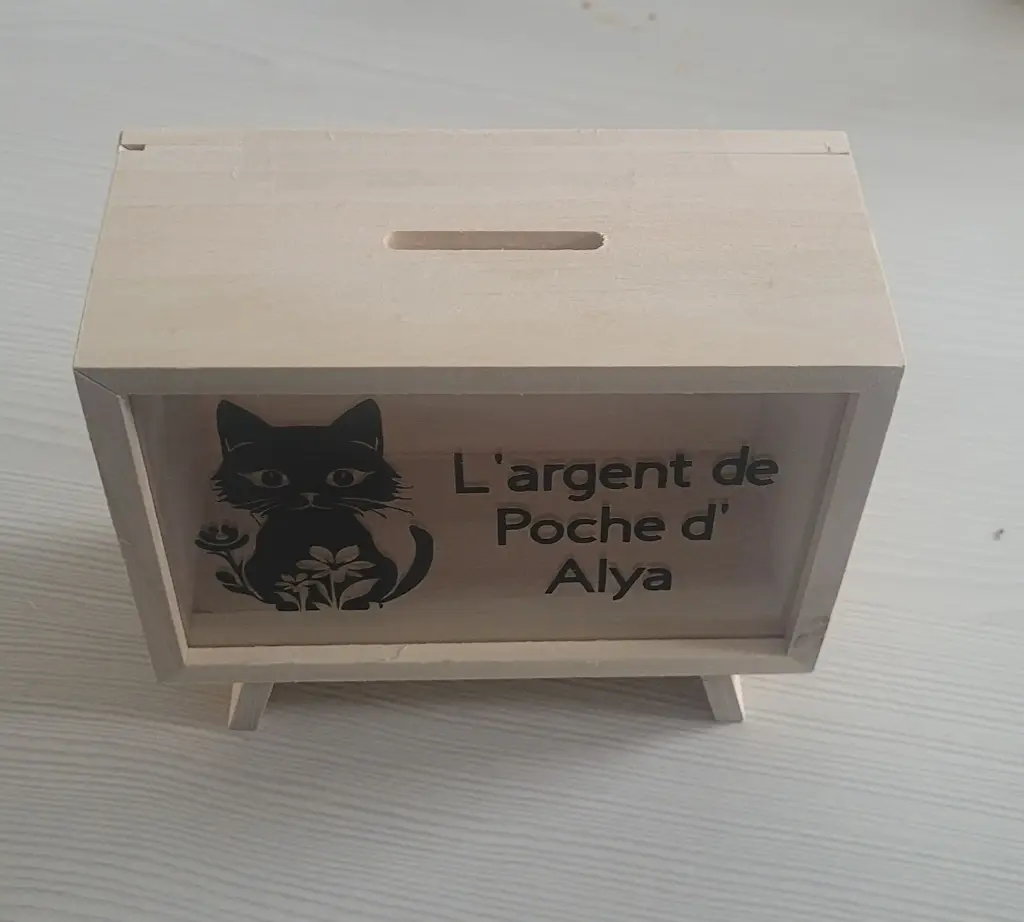 L'argent de
Poche d'
Alya